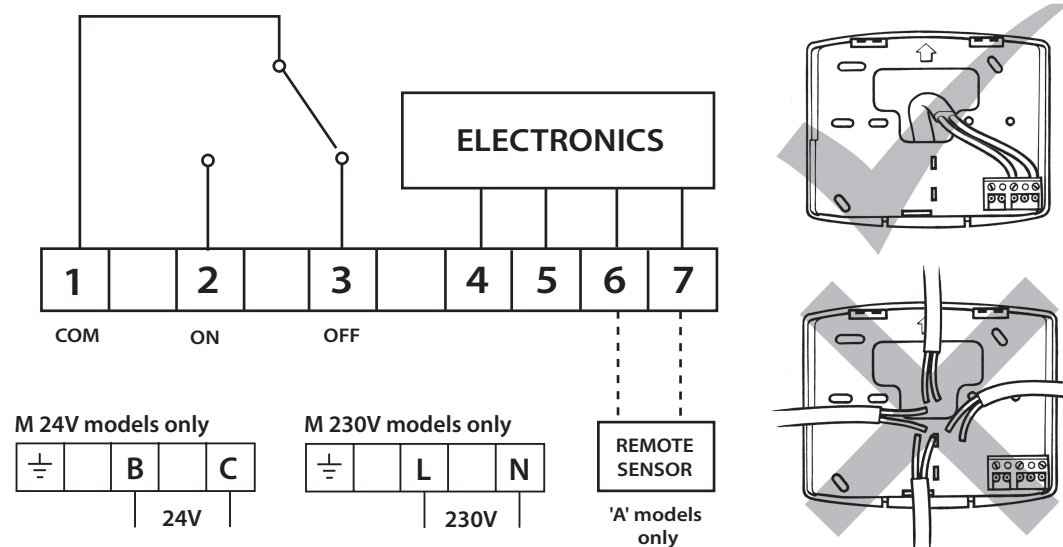 ELECTRONICS
1 2 3 4 5 6 7
COM ON OFF
M 24V models only
B C
24V
M 230V models only
L N
230V
REMOTE
SENSOR
'A' models
only